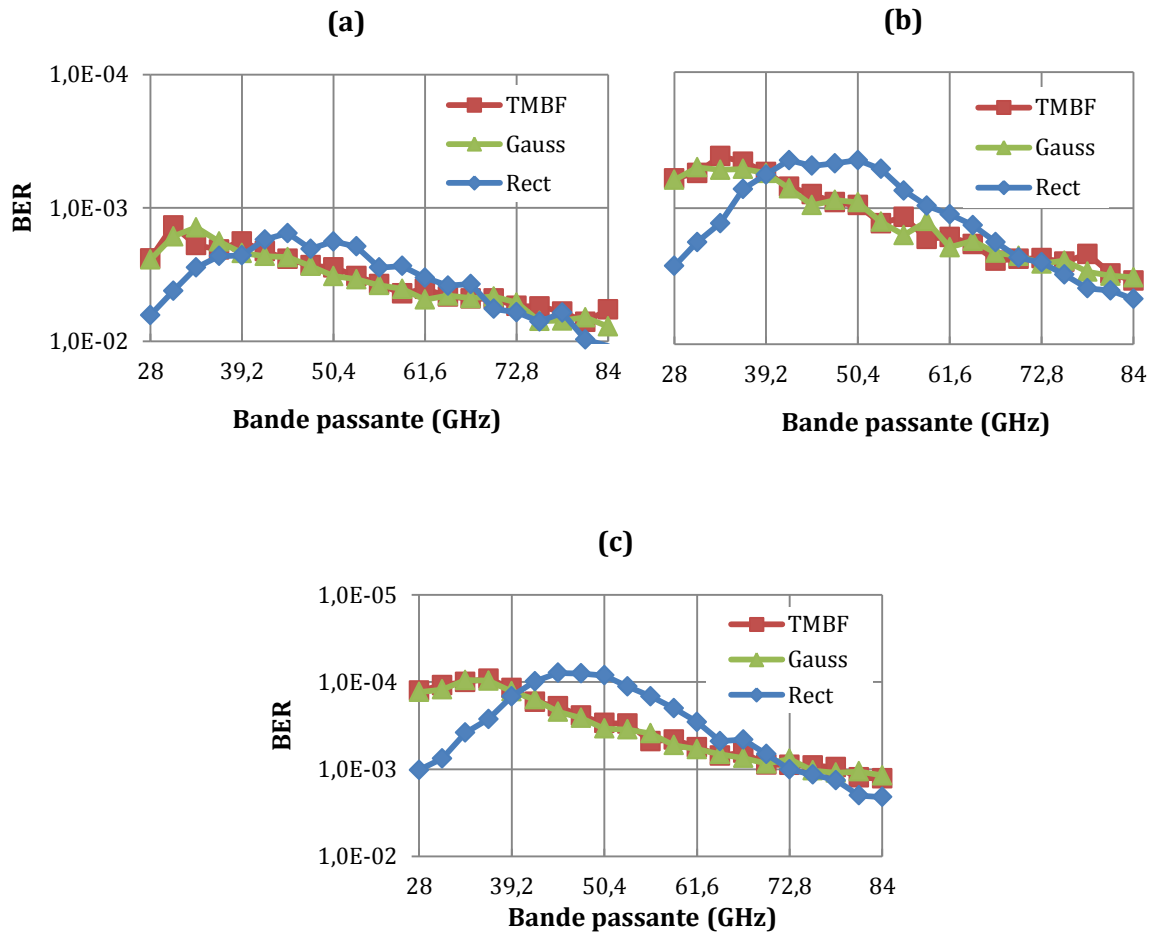 (a)
1,0E-04
1,0E-03
1,0E-02
BER
TMBF
Gauss
Rect
28 39,2 50,4 61,6 72,8 84
Bande passante (GHz)
(b)
TMBF
Gauss
Rect
28 39,2 50,4 61,6 72,8 84
Bande passante (GHz)
(c)
1,0E-05
1,0E-04
1,0E-03
1,0E-02
BER
TMBF
Gauss
Rect
28 39,2 50,4 61,6 72,8 84
Bande passante (GHz)